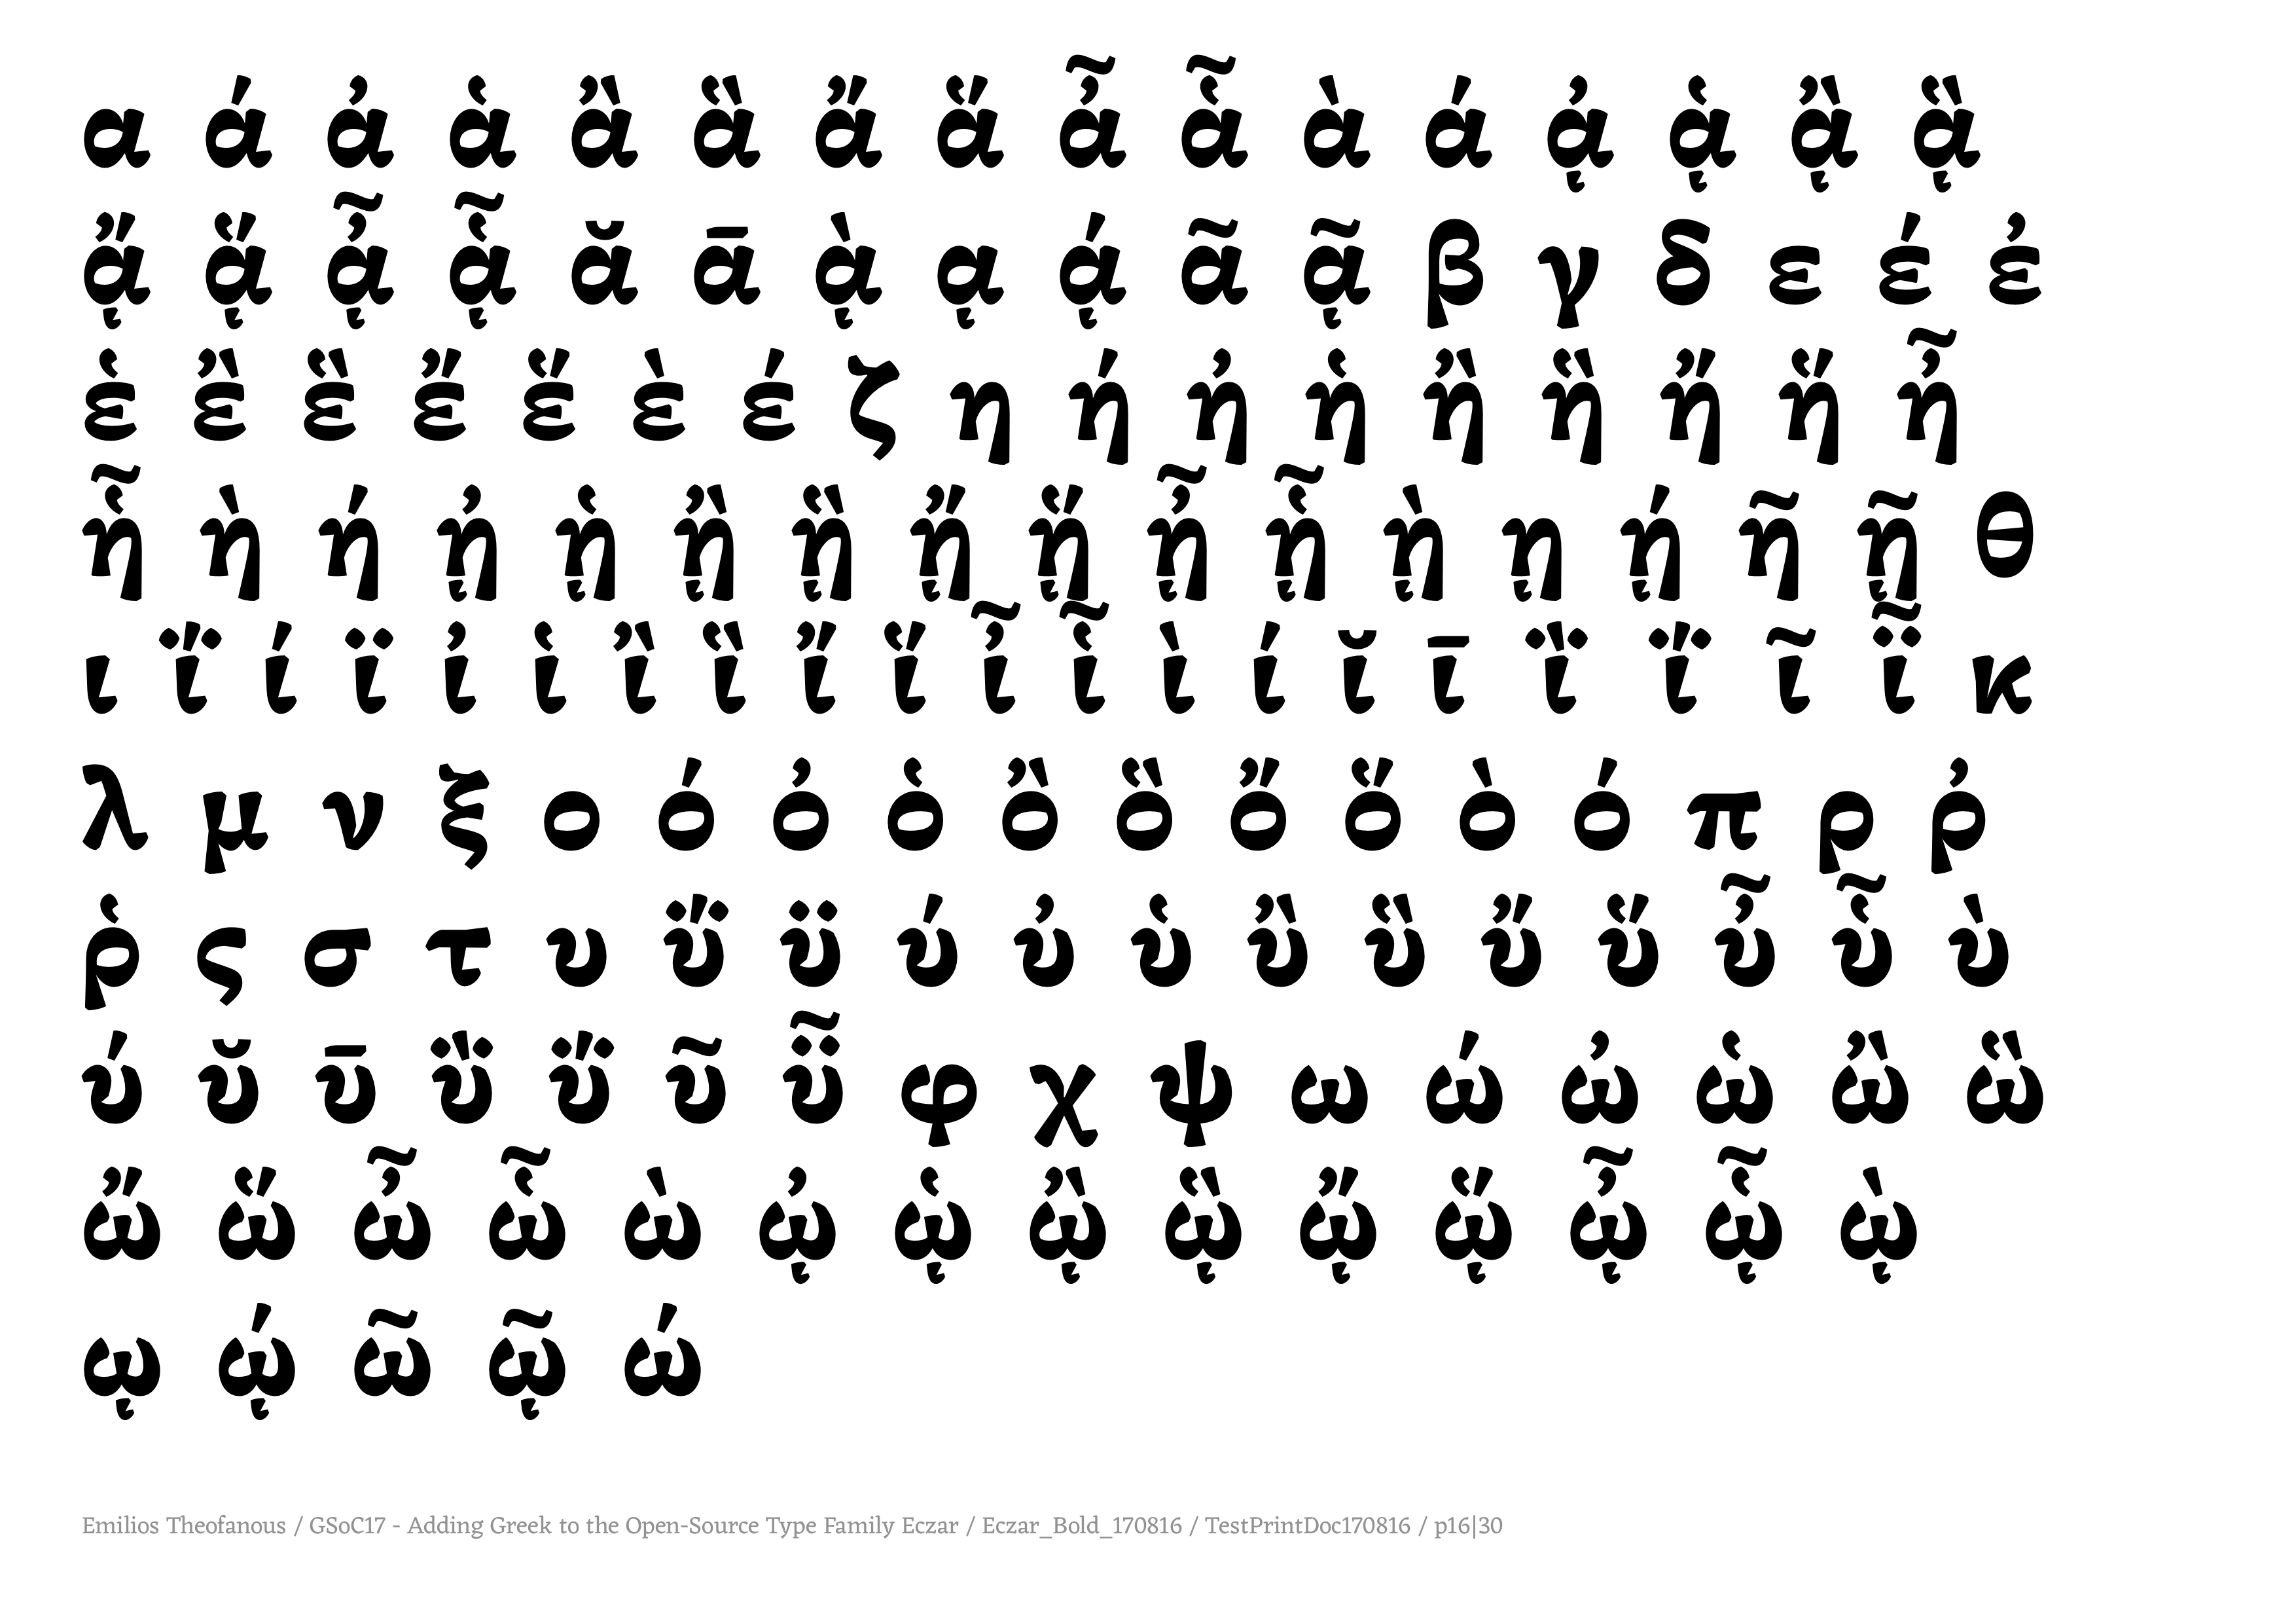 α ά ἀ ἁ ἂ ἃ ἄ ἅ ἆ ἇ ὰ ά ᾀ ᾁ ᾂ ᾃ
ᾄ ᾅ ᾆ ᾇ ᾰ ᾱ ᾲ ᾳ ᾴ ᾶ ᾷ β γ δ ε έ ἐ
ἑ ἒ ἓ ἔ ἕ ὲ έ ζ η ή ἠ ἡ ἢ ἣ ἤ ἥ ἦ
ἧ ὴ ή ᾐ ᾑ ᾒ ᾓ ᾔ ᾕ ᾖ ᾗ ῂ ῃ ῄ ῆ ῇ θ
ι ΐ ί ϊ ἰ ἱ ἲ ἳ ἴ ἵ ἶ ἷ ὶ ί ῐ ῑ ῒ ΐ ῖ ῗ κ
λ μ ν ξ ο ό ὀ ὁ ὂ ὃ ὄ ὅ ὸ ό π ρ ῤ
ῥ ς σ τ υ ΰ ϋ ύ ὐ ὑ ὒ ὓ ὔ ὕ ὖ ὗ ὺ
ύ ῠ ῡ ῢ ΰ ῦ ῧ φ χ ψ ω ώ ὠ ὡ ὢ ὣ
ὤ ὥ ὦ ὧ ὼ ᾠ ᾡ ᾢ ᾣ ᾤ ᾥ ᾦ ᾧ ῲ
ῳ ῴ ῶ ῷ ώ
Emilios Theofanous / GSoC17 - Adding Greek to the Open-Source Type Family Eczar / Eczar_Bold_170816 / TestPrintDoc170816 / p16|30